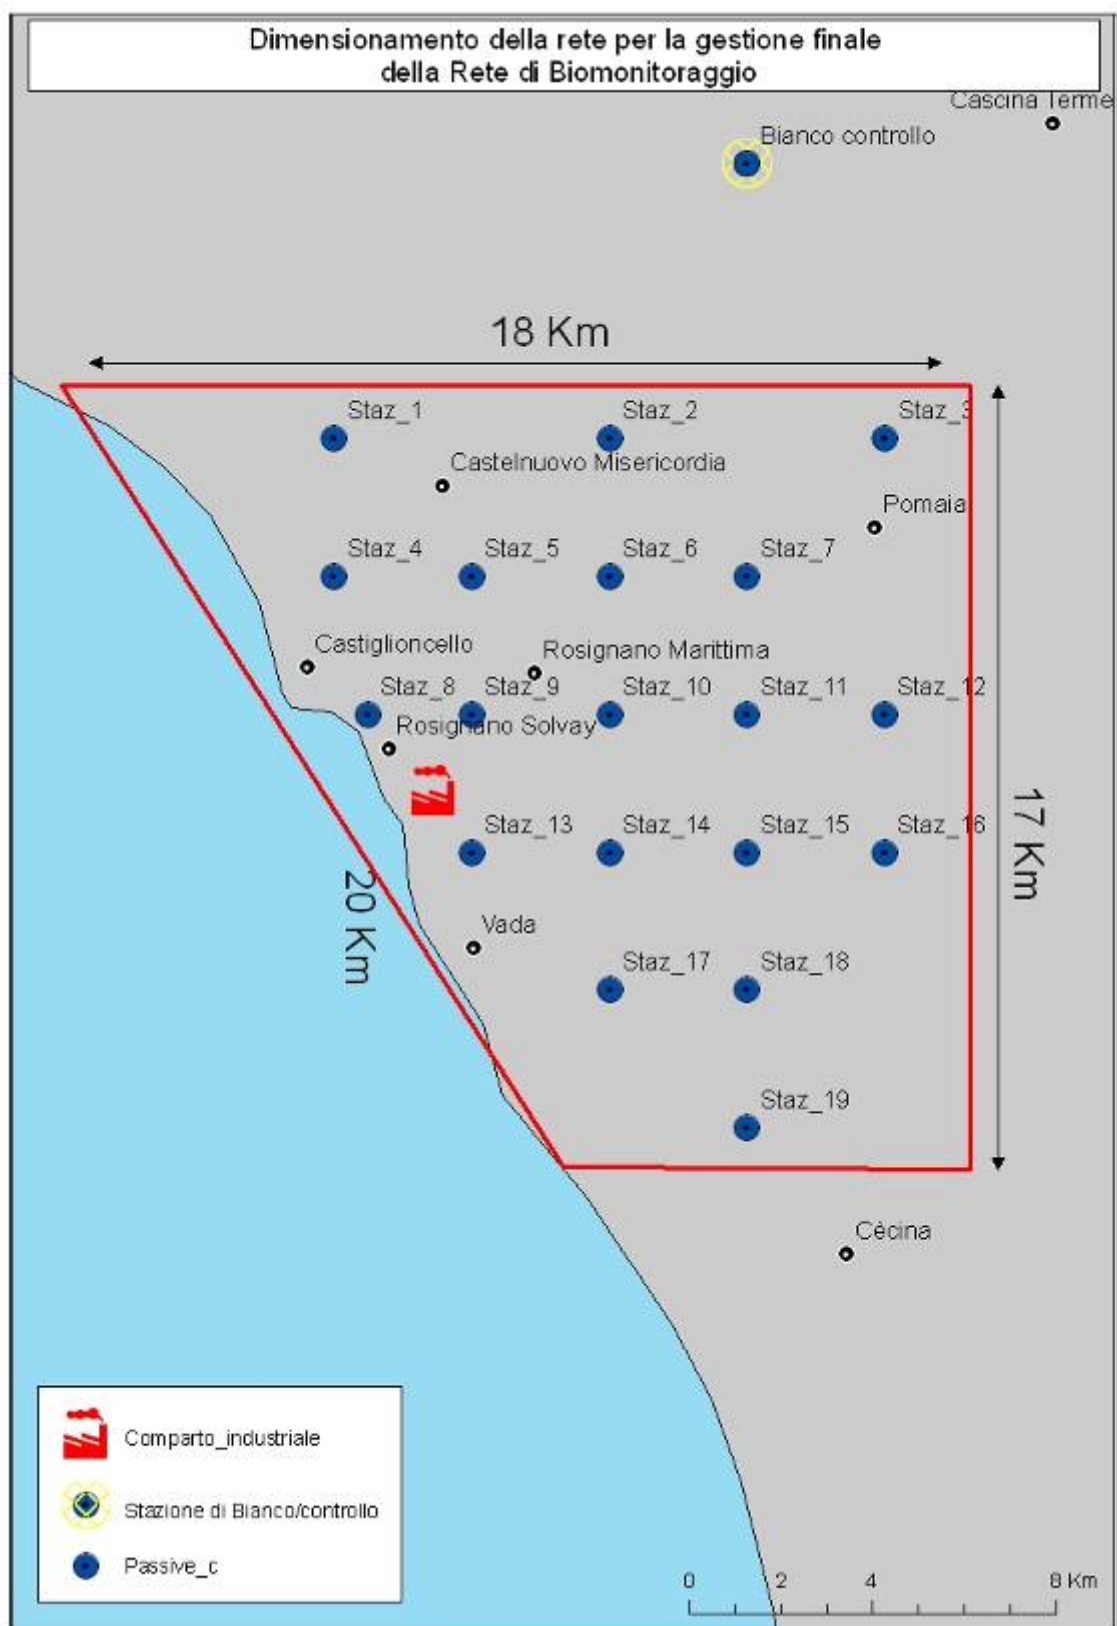 Dimensionamento della rete per la gestione finale
della Rete di Biomonitoraggio
Cascina Terme
Bianco controllo
18 Km
Staz_1
Staz_2
Staz_3
Castelnuovo Misericordia
Pomaia
Staz_4
Staz_5
Staz_6
Staz_7
Castiglioncello
Rosignano Marittima
Staz_8
Staz_9
Staz_10
Staz_11
Staz_12
Rosignano Solvay
17 Km
Staz_13
Staz_14
Staz_15
Staz_16
20 Km
Vada
Staz_17
Staz_18
Staz_19
Cècina
Comparto_industriale
Stazione di Bianco/controllo
Passive_c
0 2 4 8 Km